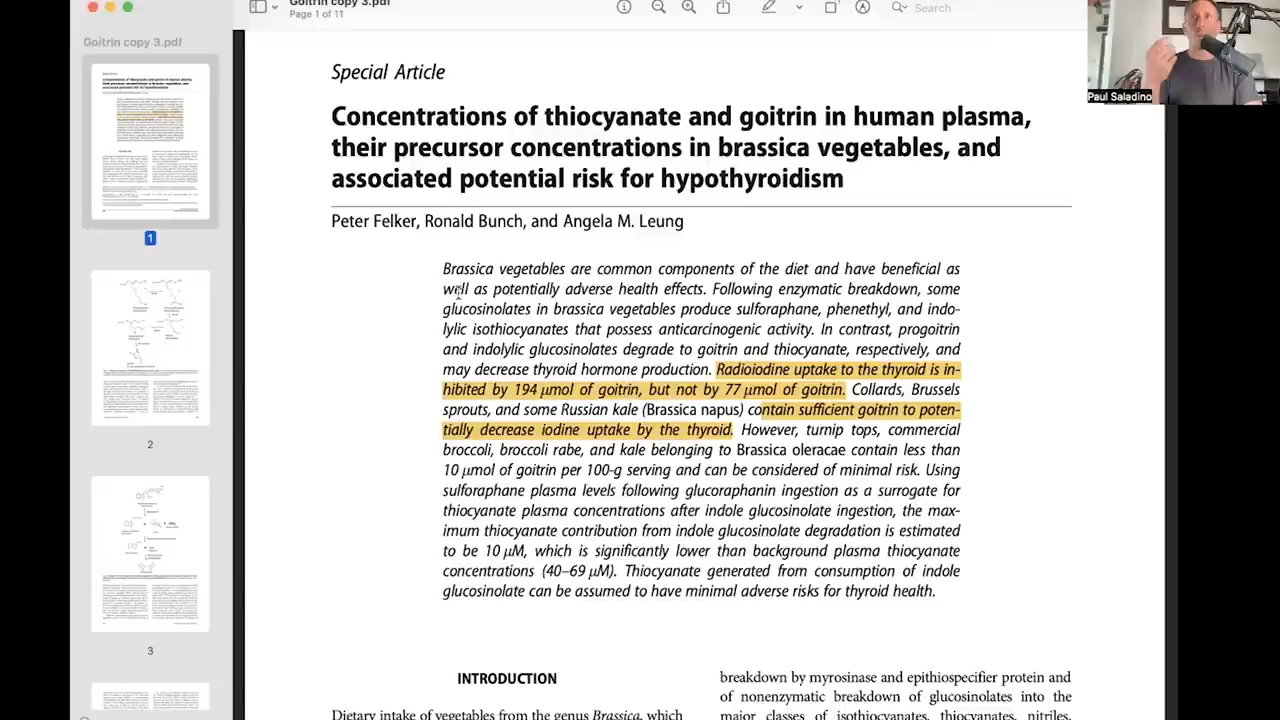 Goitrin copy 3.pdf
Page 1 of 11
Search
Paul Saladino
Goitrin copy 3.pdf
1
2
3
Special Article
Concentrations of thiocyanate and goitrin in human plasma,
their precursor concentrations in brassica vegetables, and
associated potential risk for hypothyroidism
Peter Felker, Ronald Bunch, and Angela M. Leung
Brassica vegetables are common components of the diet and have beneficial as
well as potentially adverse health effects. Following enzymatic breakdown, some
glucosinolates in brassica vegetables produce sulforaphane, phenethyl, and indo-
lylic isothiocyanates that possess anticarcinogenic activity. In contrast, progoitrin
and indolylic glucosinolates degrade to goitrin and thiocyanate, respectively, and
may decrease thyroid hormone production. Radioiodine uptake to the thyroid is in-
hibited by 194 μmol of goitrin, but not by 77 μmol of goitrin. Collards, Brussels
sprouts, and some Russian kale (Brassica napus) contain sufficient goitrin to poten-
tially decrease iodine uptake by the thyroid. However, turnip tops, commercial
broccoli, broccoli rabe, and kale belonging to Brassica oleracae contain less than
10 μmol of goitrin per 100-g serving and can be considered of minimal risk. Using
sulforaphane plasma levels following glucoraphanin ingestion as a surrogate for
thiocyanate plasma concentrations after indole glucosinolate ingestion, the max-
imum thiocyanate contribution from indole glucosinolate degradation is estimated
to be 10 μM, which is significantly lower than background plasma thiocyanate
concentrations (40–69 μM). Thiocyanate generated from consumption of indole
glucosinolate can be assumed to have minimal adverse risks for human health.
INTRODUCTION
Dietary intake of vegetables from the genus Brassica, which
breakdown by myrosinase and epithiospecifier protein and
of nonenzymatic conversion of glucosinolates into the
major classes of isothiocyanates, thiocyanates, nitriles,